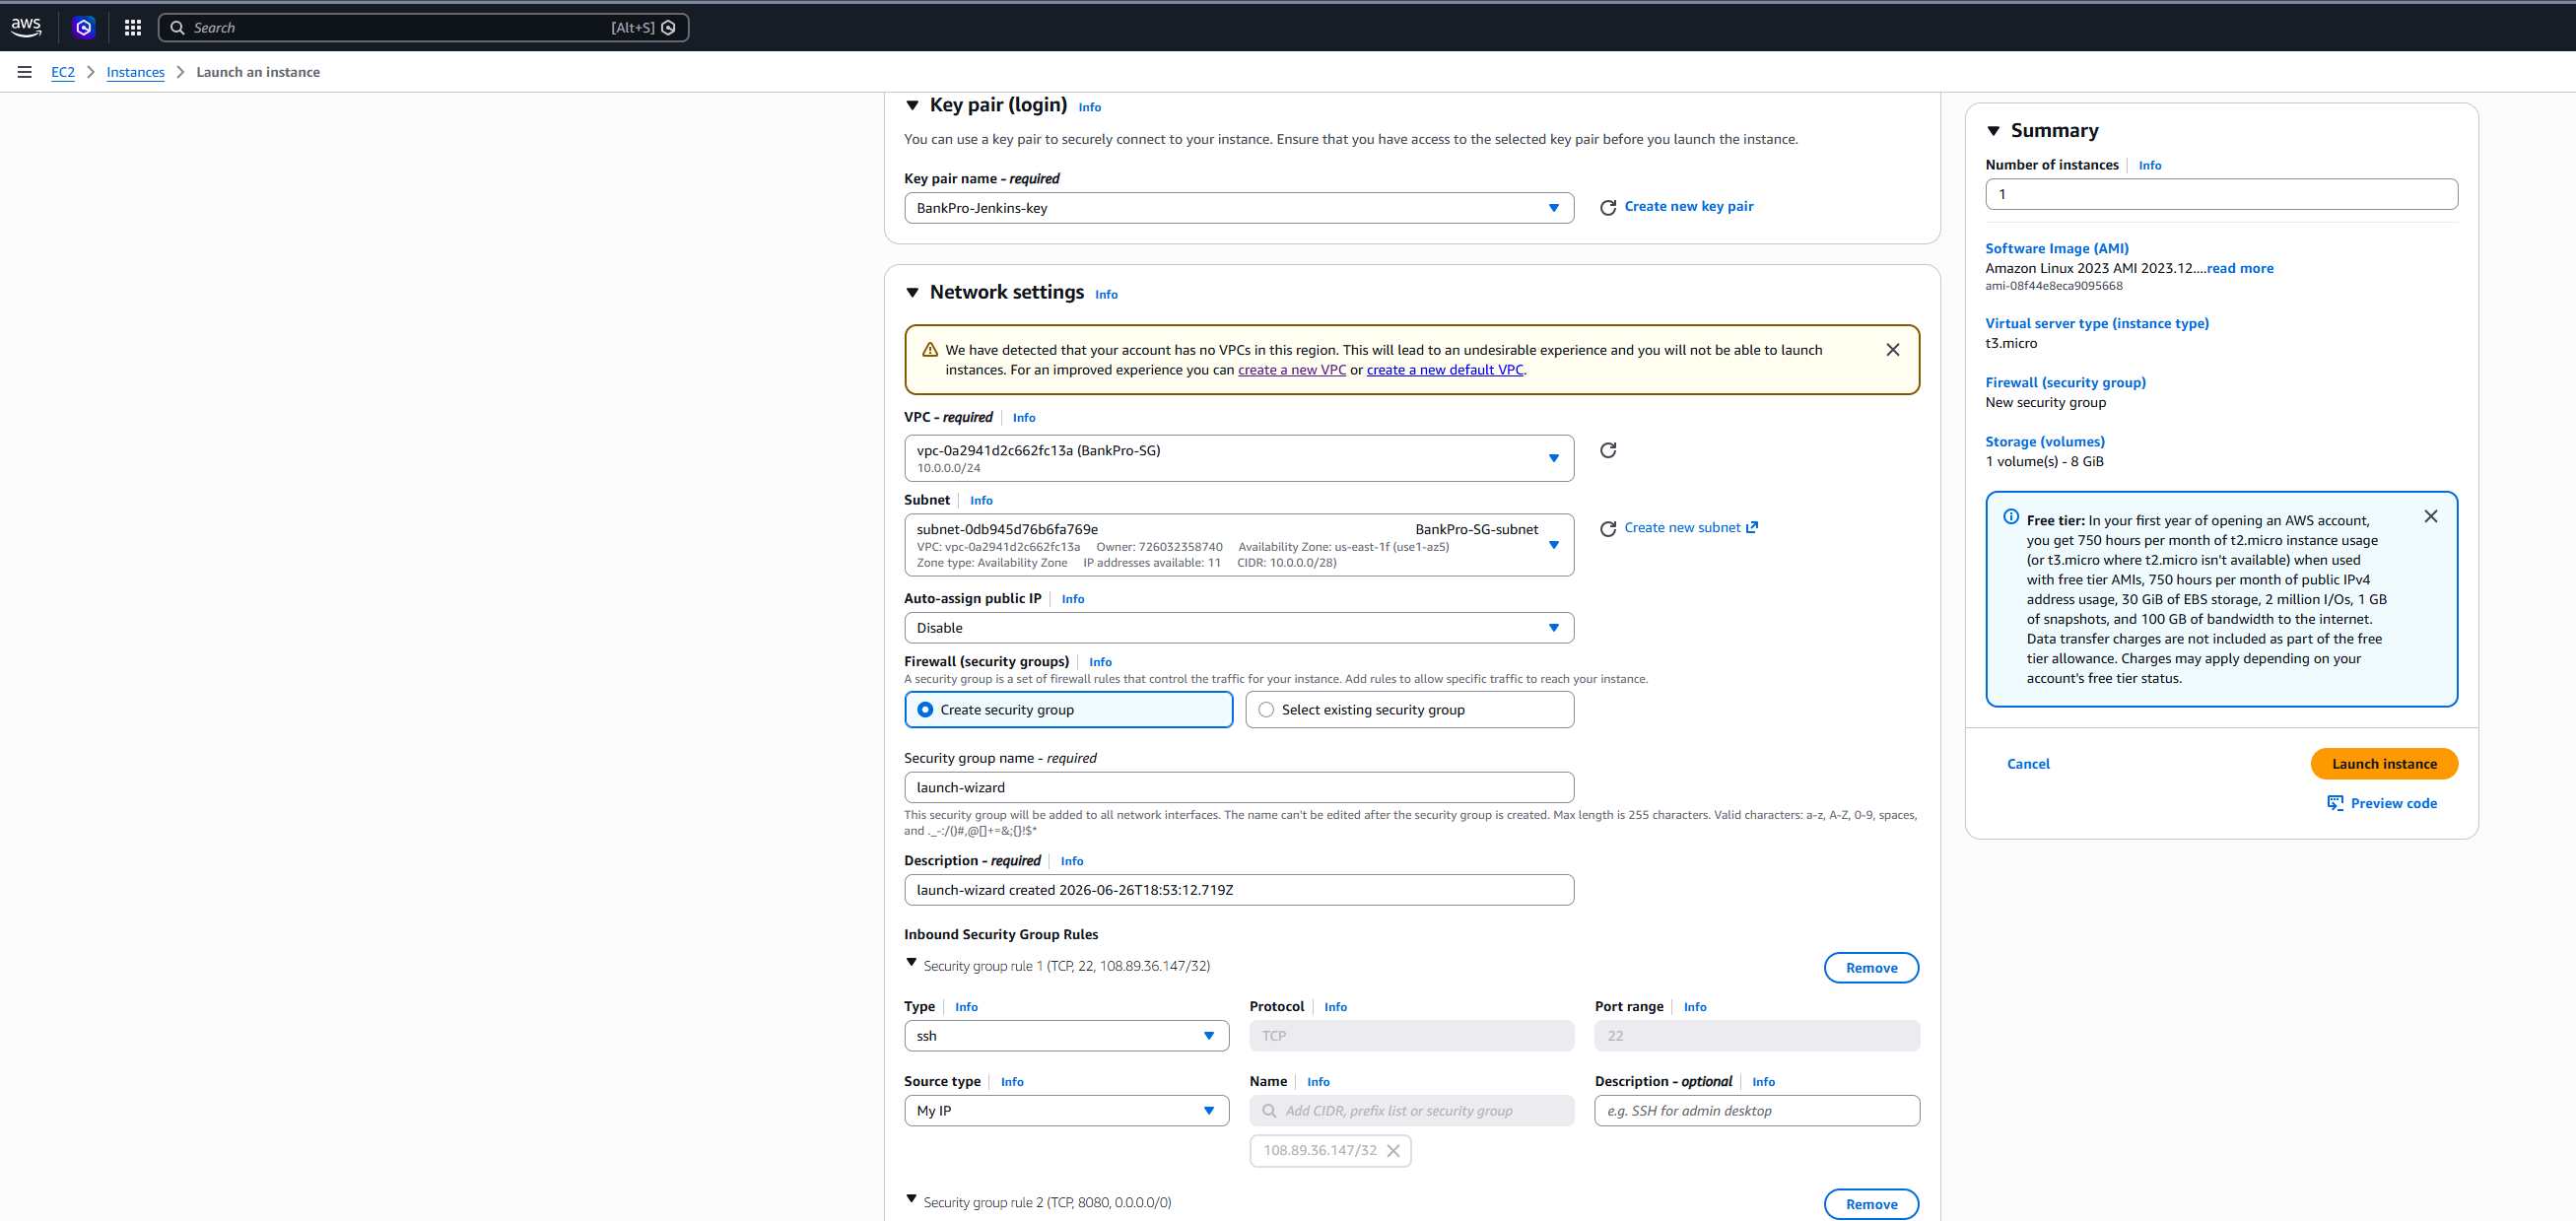 aws
Search [Alt+S]
EC2 > Instances > Launch an instance
Key pair (login) Info
You can use a key pair to securely connect to your instance. Ensure that you have access to the selected key pair before you launch the instance.
Key pair name - required
BankPro-Jenkins-key
Create new key pair
Network settings Info
We have detected that your account has no VPCs in this region. This will lead to an undesirable experience and you will not be able to launch
instances. For an improved experience you can create a new VPC or create a new default VPC.
VPC - required Info
vpc-0a2941d2c662fc13a (BankPro-SG)
10.0.0.0/24
Subnet Info
subnet-0db945d76b6fa769e BankPro-SG-subnet
VPC: vpc-0a2941d2c662fc13a Owner: 726032358740 Availability Zone: us-east-1f (use1-az5)
Zone type: Availability Zone IP addresses available: 11 CIDR: 10.0.0.0/28)
Create new subnet
Auto-assign public IP Info
Disable
Firewall (security groups) Info
A security group is a set of firewall rules that control the traffic for your instance. Add rules to allow specific traffic to reach your instance.
Create security group
Select existing security group
Security group name - required
launch-wizard
This security group will be added to all network interfaces. The name can't be edited after the security group is created. Max length is 255 characters. Valid characters: a-z, A-Z, 0-9, spaces,
and ._-:/()#,@[]+=&;{}!$*
Description - required Info
launch-wizard created 2026-06-26T18:53:12.719Z
Inbound Security Group Rules
Security group rule 1 (TCP, 22, 108.89.36.147/32)
Remove
Type Info
ssh
Protocol Info
TCP
Port range Info
22
Source type Info
My IP
Name Info
Add CIDR, prefix list or security group
108.89.36.147/32
Description - optional Info
e.g. SSH for admin desktop
Security group rule 2 (TCP, 8080, 0.0.0.0/0)
Remove
Summary
Number of instances Info
1
Software Image (AMI)
Amazon Linux 2023 AMI 2023.12....read more
ami-08f44e8eca9095668
Virtual server type (instance type)
t3.micro
Firewall (security group)
New security group
Storage (volumes)
1 volume(s) - 8 GiB
Free tier: In your first year of opening an AWS account,
you get 750 hours per month of t2.micro instance usage
(or t3.micro where t2.micro isn't available) when used
with free tier AMIs, 750 hours per month of public IPv4
address usage, 30 GiB of EBS storage, 2 million I/Os, 1 GB
of snapshots, and 100 GB of bandwidth to the internet.
Data transfer charges are not included as part of the free
tier allowance. Charges may apply depending on your
account's free tier status.
Cancel
Launch instance
Preview code